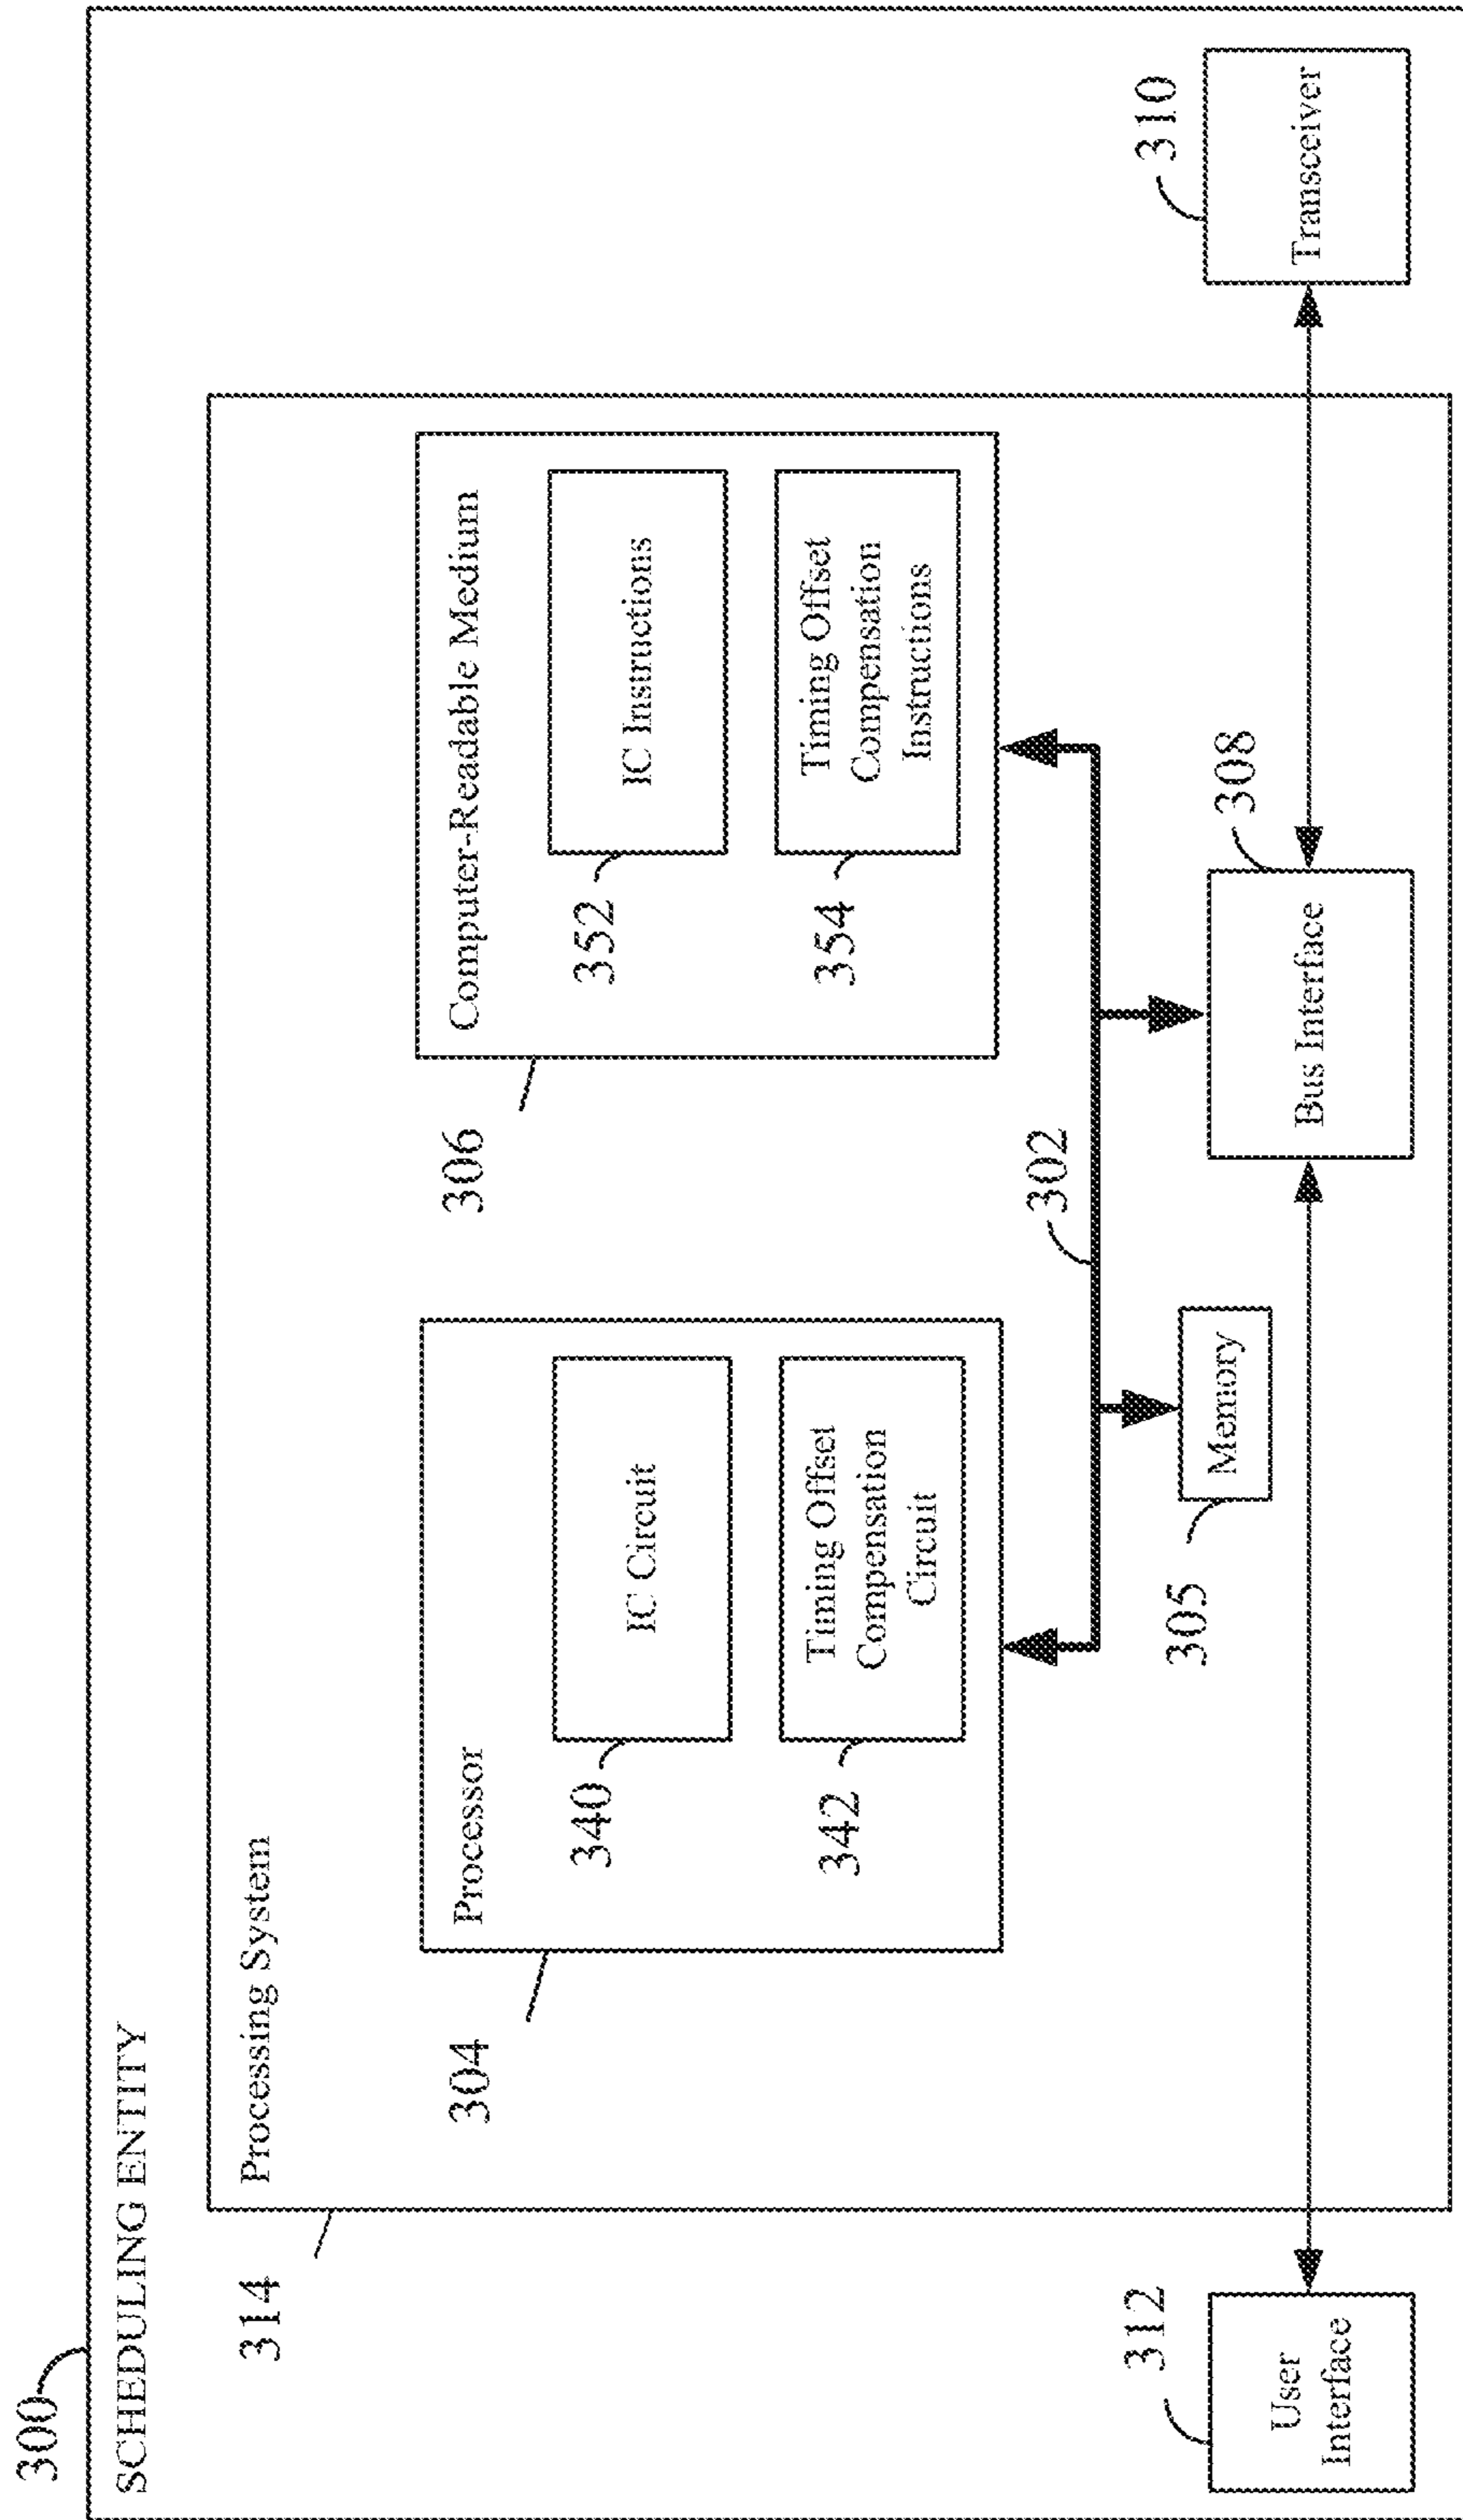 300
SCHEDULING ENTITY
314
Processing System
304
Processor
340
IC Circuit
342
Timing Offset
Compensation
Circuit
306
Computer-Readable Medium
352
IC Instructions
354
Timing Offset
Compensation
Instructions
302
305
Memory
308
Bus Interface
312
User
Interface
310
Transceiver